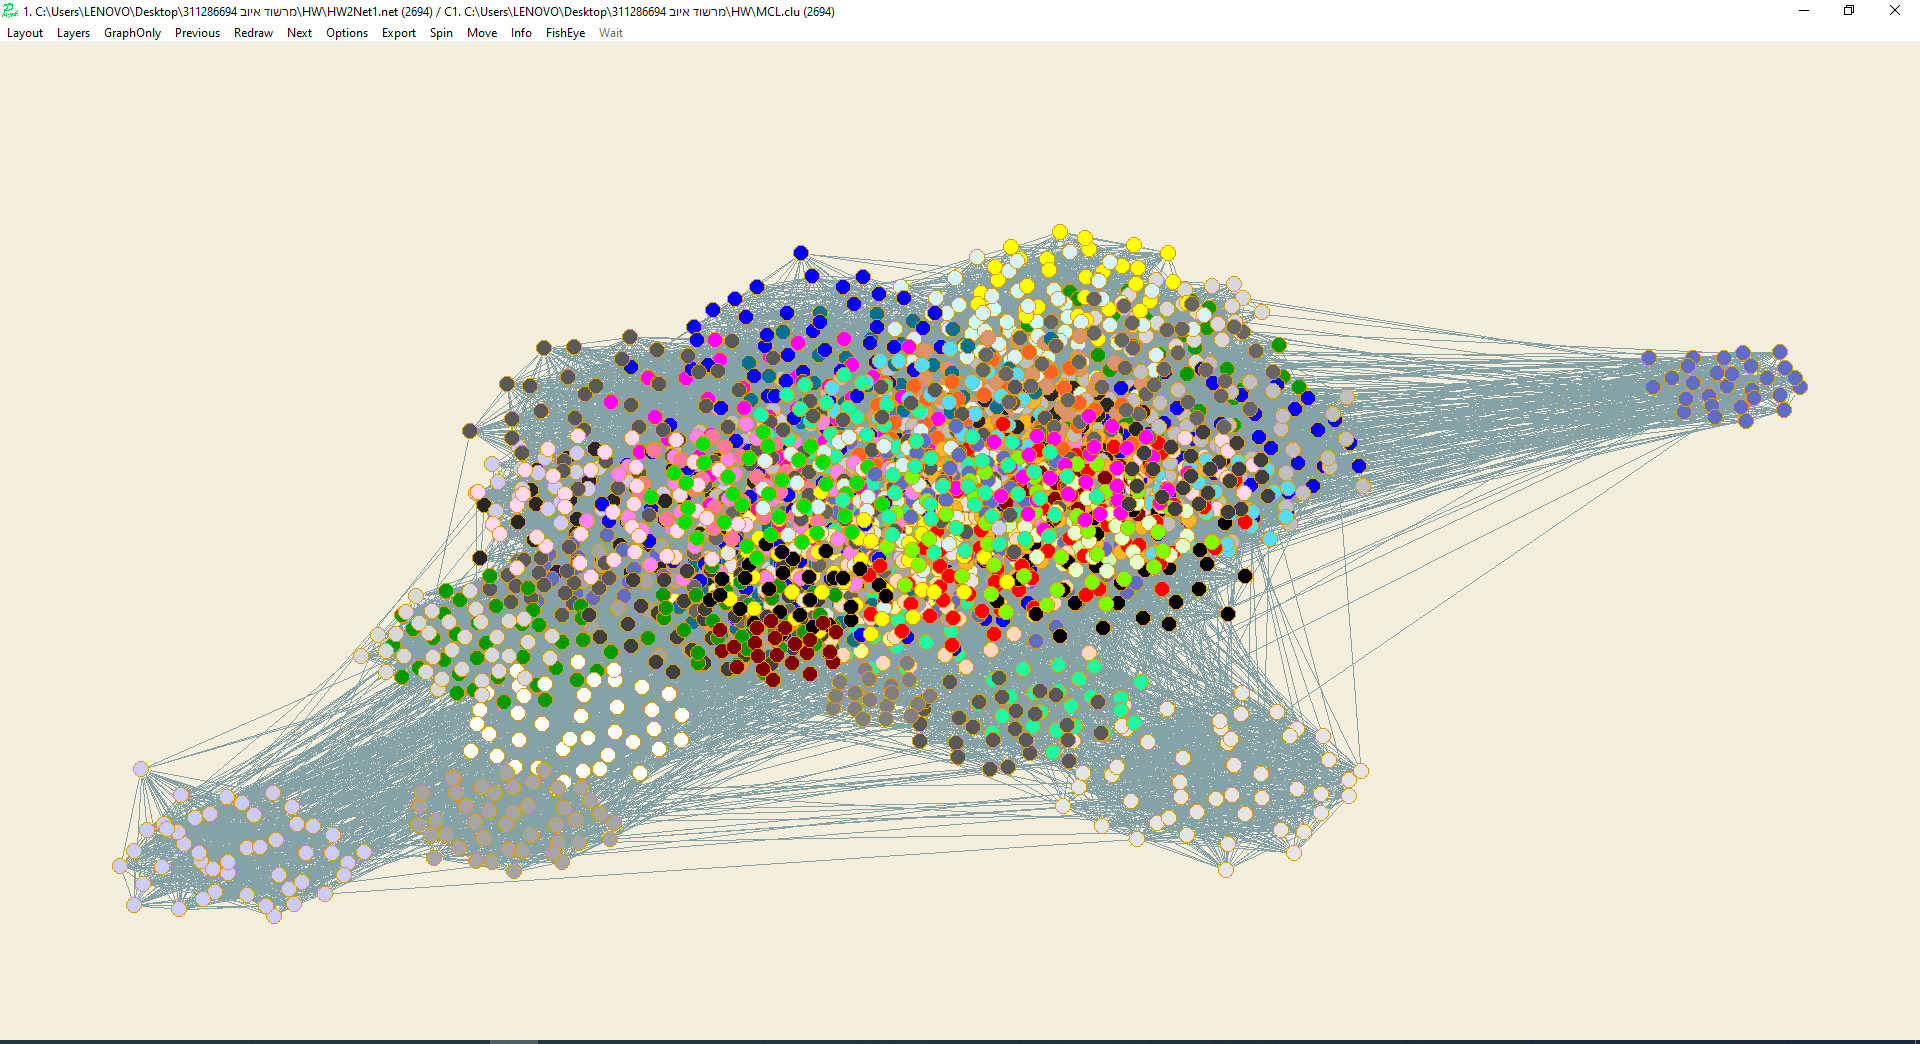 1. C:\Users\LENOVO\Desktop\311286694 מרשוד איוב\HW\HW2Net1.net (2694) / C1. C:\Users\LENOVO\Desktop\311286694 מרשוד איוב\HW\MCL.clu (2694)
Layout Layers GraphOnly Previous Redraw Next Options Export Spin Move Info FishEye Wait